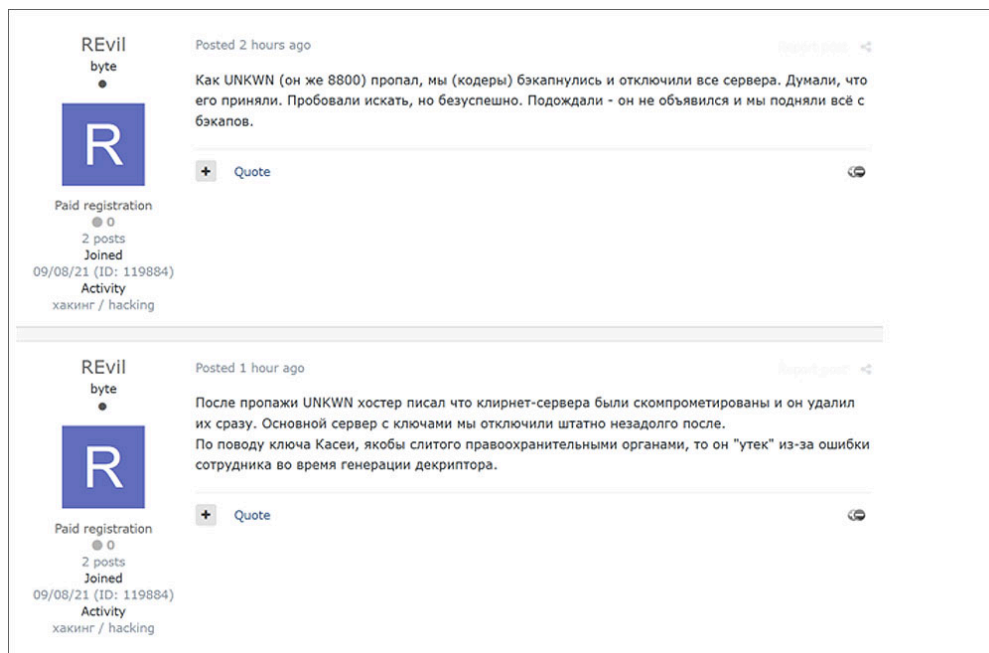 REvil
byte
R
Paid registration
0
2 posts
Joined
09/08/21 (ID: 119884)
Activity
хакинг / hacking
Posted 2 hours ago
Report post
Как UNKWN (он же 8800) пропал, мы (кодеры) бэкапнулись и отключили все сервера. Думали, что
его приняли. Пробовали искать, но безуспешно. Подождали - он не объявился и мы подняли всё с
бэкапов.
+ Quote
REvil
byte
R
Paid registration
0
2 posts
Joined
09/08/21 (ID: 119884)
Activity
хакинг / hacking
Posted 1 hour ago
Report post
После пропажи UNKWN хостер писал что клирнет-сервера были скомпрометированы и он удалил
их сразу. Основной сервер с ключами мы отключили штатно незадолго после.
По поводу ключа Касеи, якобы слитого правоохранительными органами, то он "утек" из-за ошибки
сотрудника во время генерации декриптора.
+ Quote